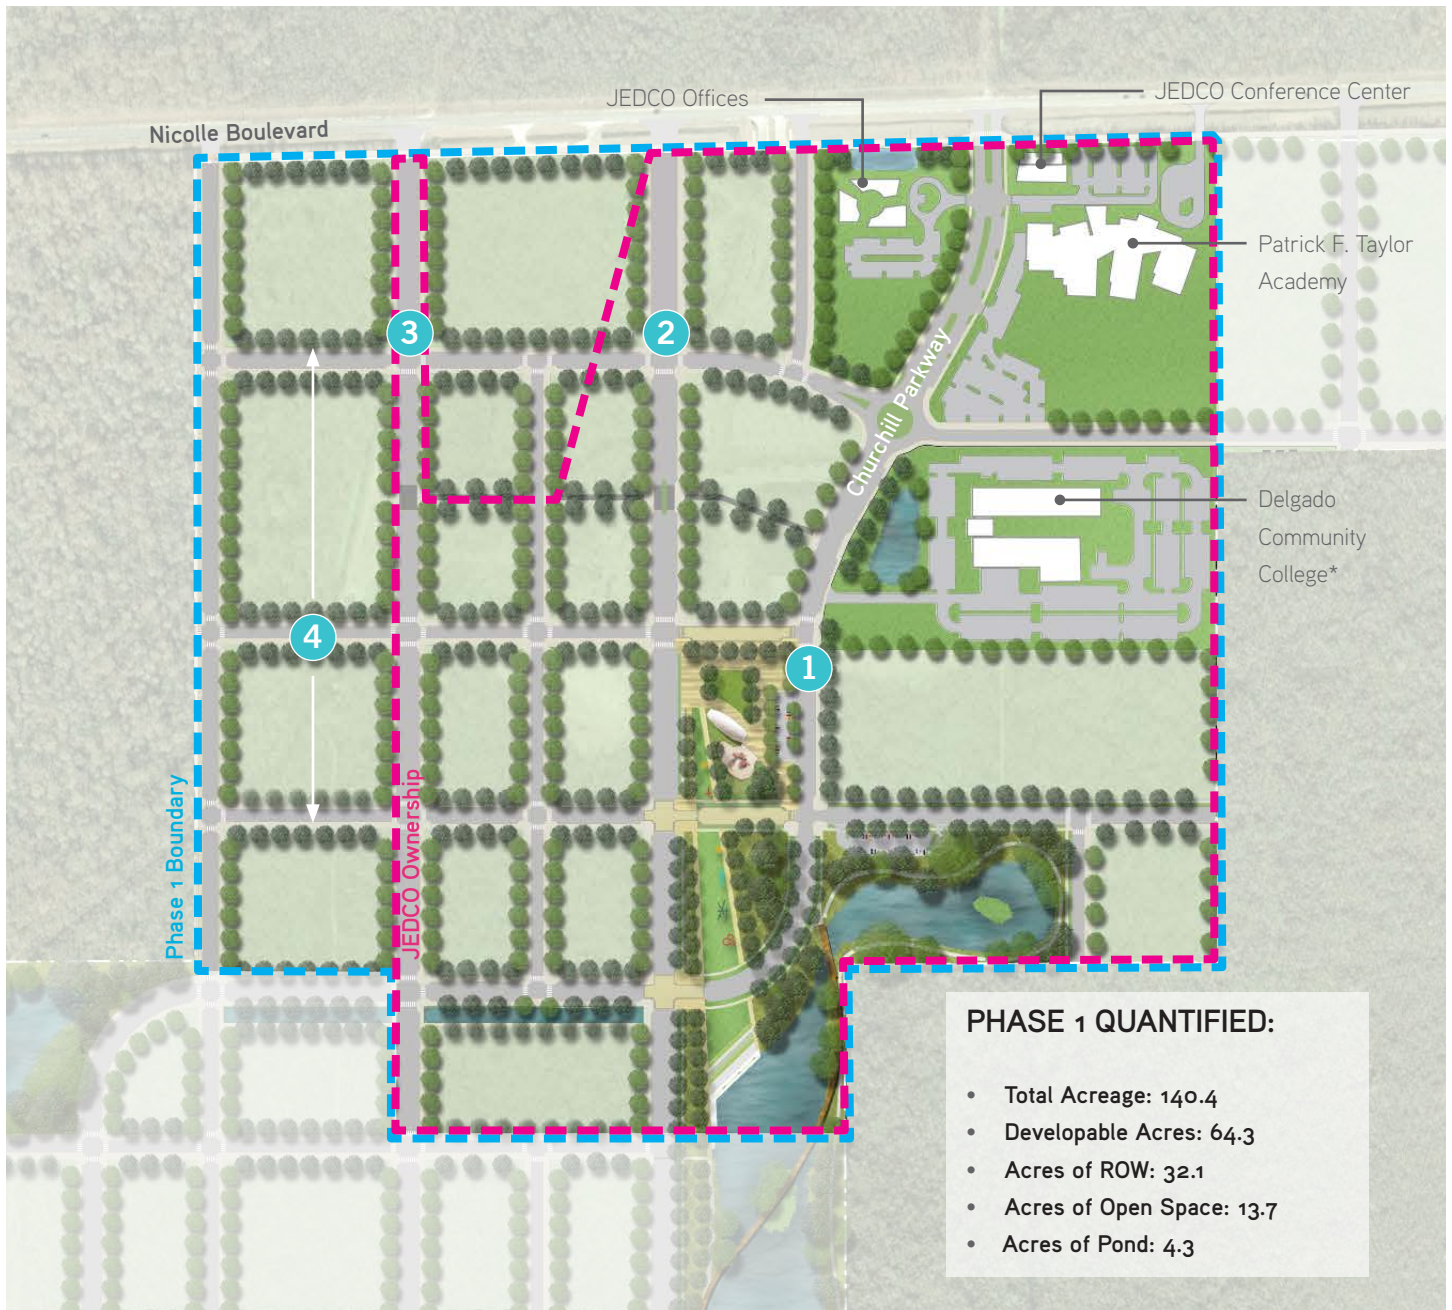 JEDCO Offices
JEDCO Conference Center
Nicolle Boulevard
Patrick F. Taylor
Academy
3
2
Churchill Parkway
Delgado
Community
College*
4
1
Phase 1 Boundary
JEDCO Ownership
PHASE 1 QUANTIFIED:
• Total Acreage: 140.4
• Developable Acres: 64.3
• Acres of ROW: 32.1
• Acres of Open Space: 13.7
• Acres of Pond: 4.3